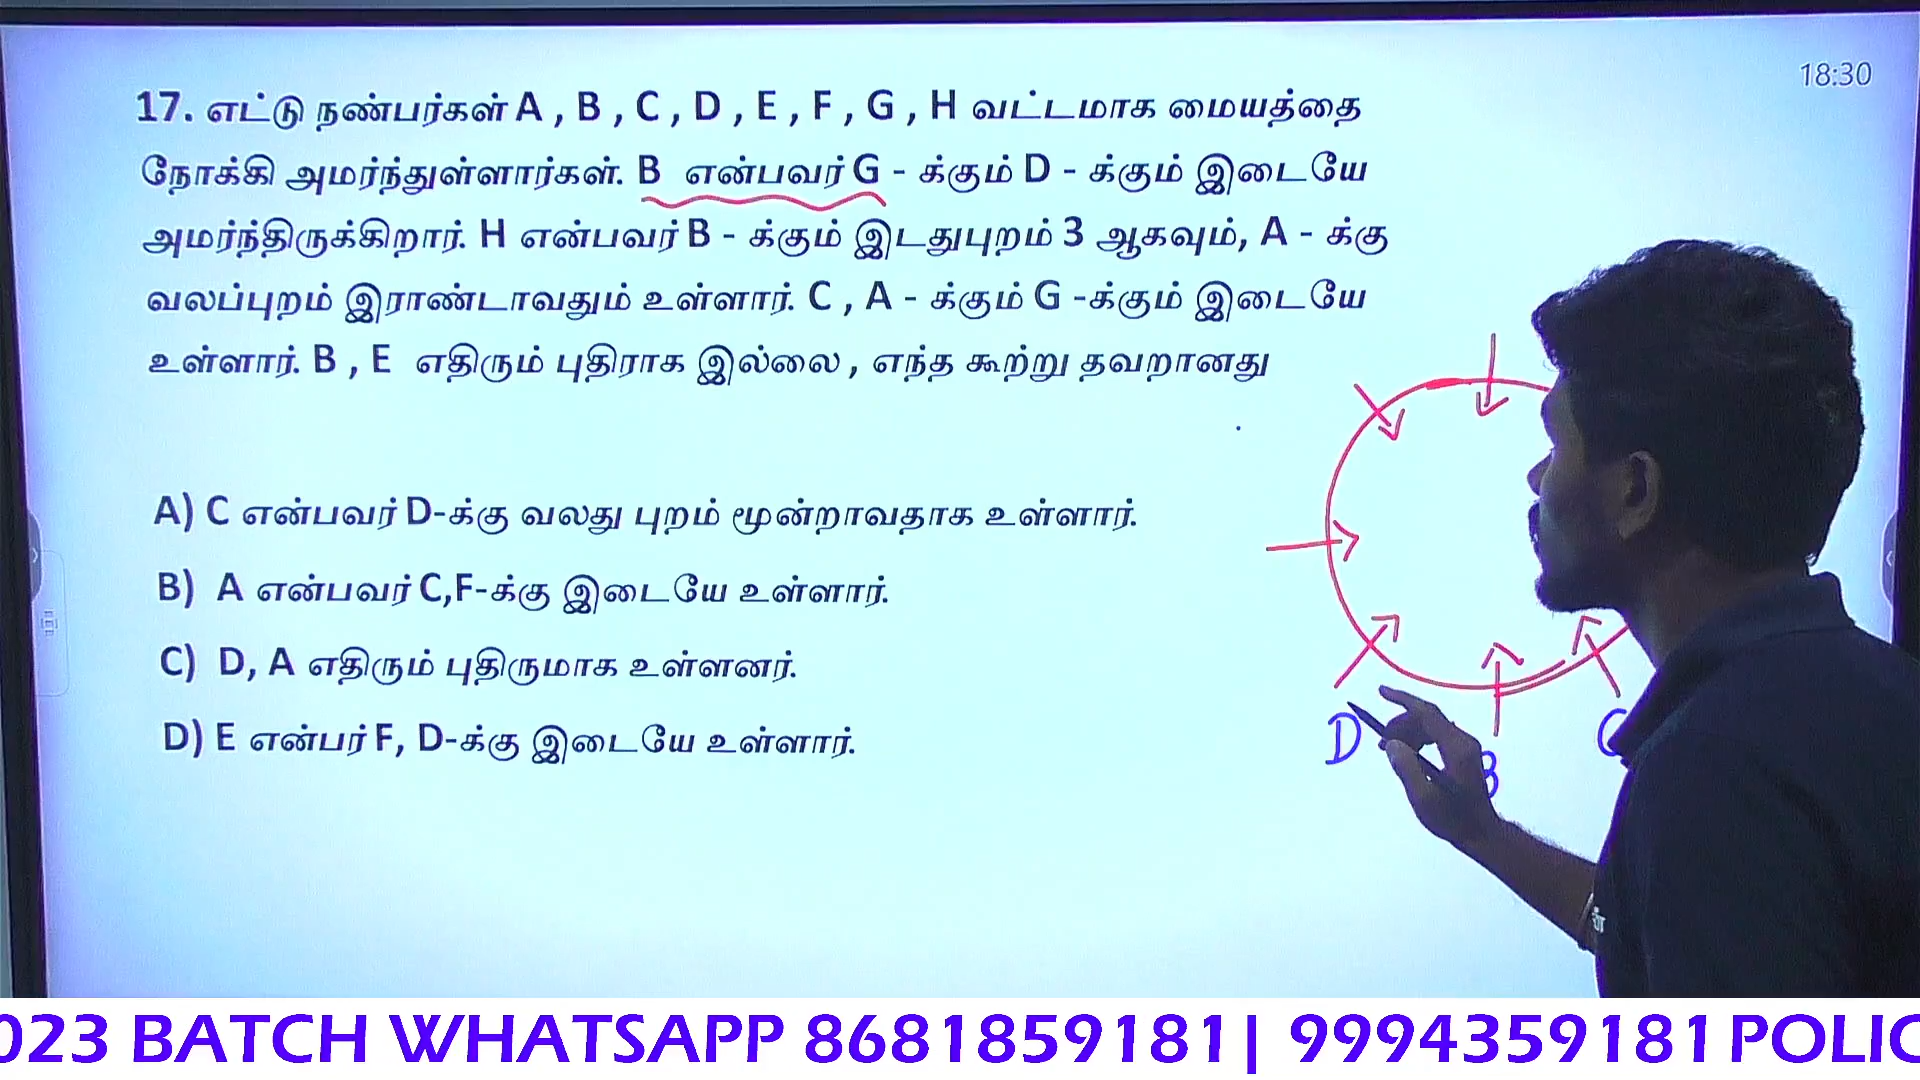 18:30
17. எட்டு நண்பர்கள் A , B , C , D , E , F , G , H வட்டமாக மையத்தை
நோக்கி அமர்ந்துள்ளார்கள். B என்பவர் G - க்கும் D - க்கும் இடையே
அமர்ந்திருக்கிறார். H என்பவர் B - க்கும் இடதுபுறம் 3 ஆகவும், A - க்கு
வலப்புறம் இராண்டாவதும் உள்ளார். C , A - க்கும் G -க்கும் இடையே
உள்ளார். B , E எதிரும் புதிராக இல்லை , எந்த கூற்று தவறானது
A) C என்பவர் D-க்கு வலது புறம் மூன்றாவதாக உள்ளார்.
B) A என்பவர் C,F-க்கு இடையே உள்ளார்.
C) D, A எதிரும் புதிருமாக உள்ளனர்.
D) E என்பர் F, D-க்கு இடையே உள்ளார்.
D
B
023 BATCH WHATSAPP 8681859181| 9994359181 POLIC